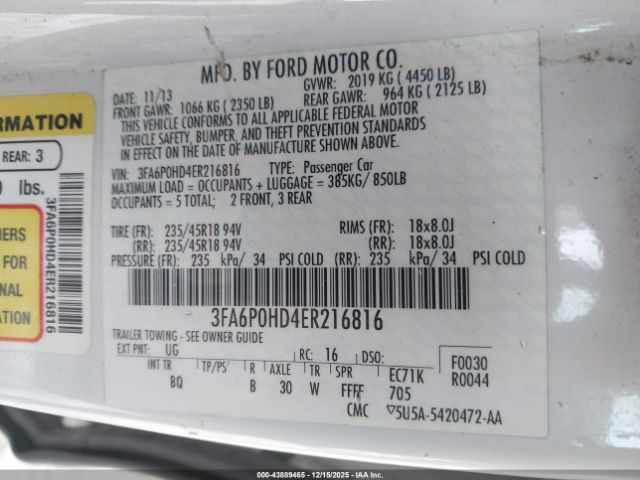 MFD. BY FORD MOTOR CO.
DATE: 11/13 GVWR: 2019 KG ( 4450 LB)
FRONT GAWR: 1066 KG ( 2350 LB) REAR GAWR: 964 KG ( 2125 LB)
THIS VEHICLE CONFORMS TO ALL APPLICABLE FEDERAL MOTOR
VEHICLE SAFETY, BUMPER, AND THEFT PREVENTION STANDARDS
IN EFFECT ON THE DATE OF MANUFACTURE SHOWN ABOVE.
VIN: 3FA6P0HD4ER216816 TYPE: Passenger Car
MAXIMUM LOAD = OCCUPANTS + LUGGAGE = 385KG/ 850LB
OCCUPANTS = 5 TOTAL; 2 FRONT, 3 REAR
TIRE (FR): 235/45R18 94V RIMS (FR): 18x8.0J
(RR): 235/45R18 94V (RR): 18x8.0J
PRESSURE (FR): 235 kPa/ 34 PSI COLD (RR): 235 kPa/ 34 PSI COLD
3FA6P0HD4ER216816
TRAILER TOWING - SEE OWNER GUIDE
EXT PNT: UG RC: 16 DSO: F0030
INT TR TP/PS R AXLE TR SPR EC71K R0044
BQ B 30 W FFFF 705
CMC ▽5U5A-5420472-AA
RMATION
REAR: 3
lbs.
3FA6P0HD4ER216816
FOR
© IAA-43889465 - 12/15/2025 - IAAI.COM